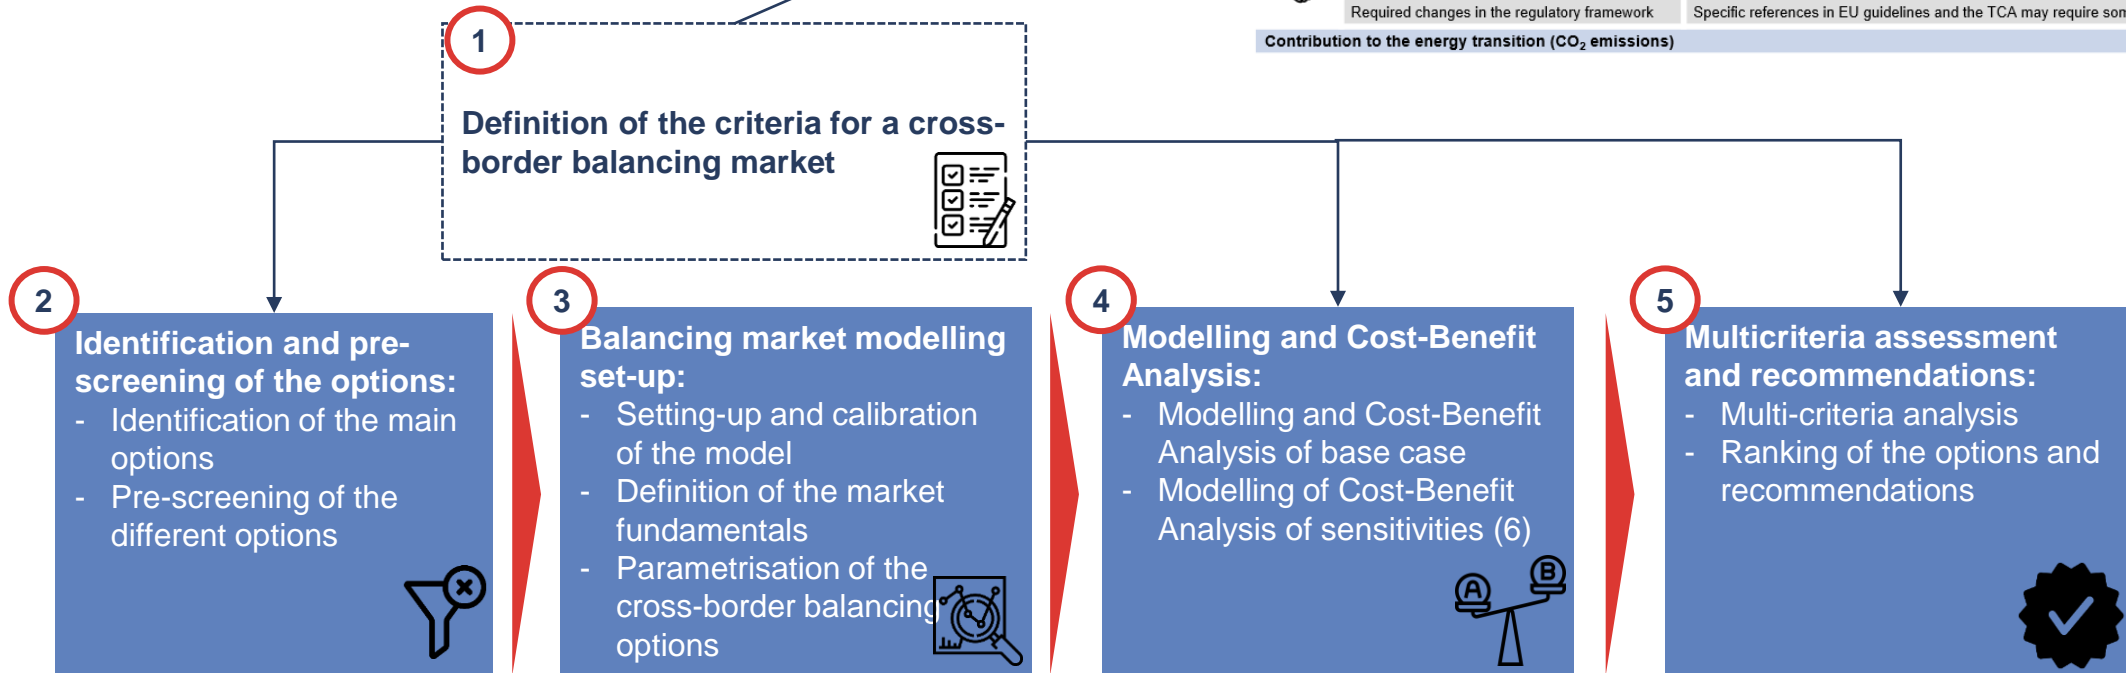 Required changes in the regulatory framework
Specific references in EU guidelines and the TCA may require som
Contribution to the energy transition (CO₂ emissions)
1
Definition of the criteria for a cross-
border balancing market
2
Identification and pre-
screening of the options:
- Identification of the main
options
- Pre-screening of the
different options
3
Balancing market modelling
set-up:
- Setting-up and calibration
of the model
- Definition of the market
fundamentals
- Parametrisation of the
cross-border balancing
options
4
Modelling and Cost-Benefit
Analysis:
- Modelling and Cost-Benefit
Analysis of base case
- Modelling of Cost-Benefit
Analysis of sensitivities (6)
A
B
5
Multicriteria assessment
and recommendations:
- Multi-criteria analysis
- Ranking of the options and
recommendations